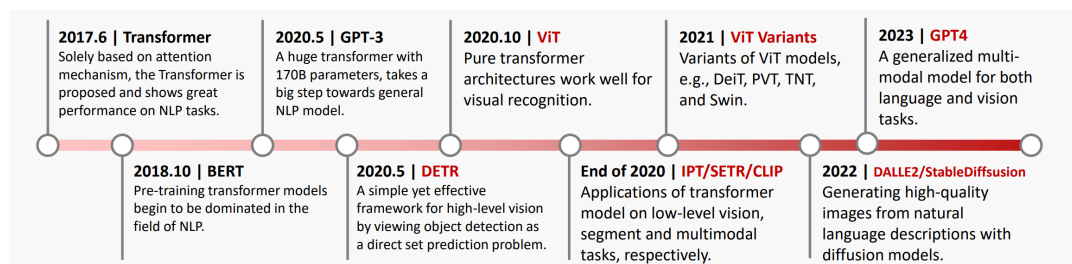 2017.6 | Transformer
Solely based on attention
mechanism, the Transformer is
proposed and shows great
performance on NLP tasks.
2020.5 | GPT-3
A huge transformer with
170B parameters, takes a
big step towards general
NLP model.
2020.10 | ViT
Pure transformer
architectures work well for
visual recognition.
2021 | ViT Variants
Variants of ViT models,
e.g., DeiT, PVT, TNT,
and Swin.
2023 | GPT4
A generalized multi-
modal model for both
language and vision
tasks.
2018.10 | BERT
Pre-training transformer models
begin to be dominated in the
field of NLP.
2020.5 | DETR
A simple yet effective
framework for high-level vision
by viewing object detection as
a direct set prediction problem.
End of 2020 | IPT/SETR/CLIP
Applications of transformer
model on low-level vision,
segment and multimodal
tasks, respectively.
2022 | DALLE2/StableDiffsusion
Generating high-quality
images from natural
language descriptions with
diffusion models.